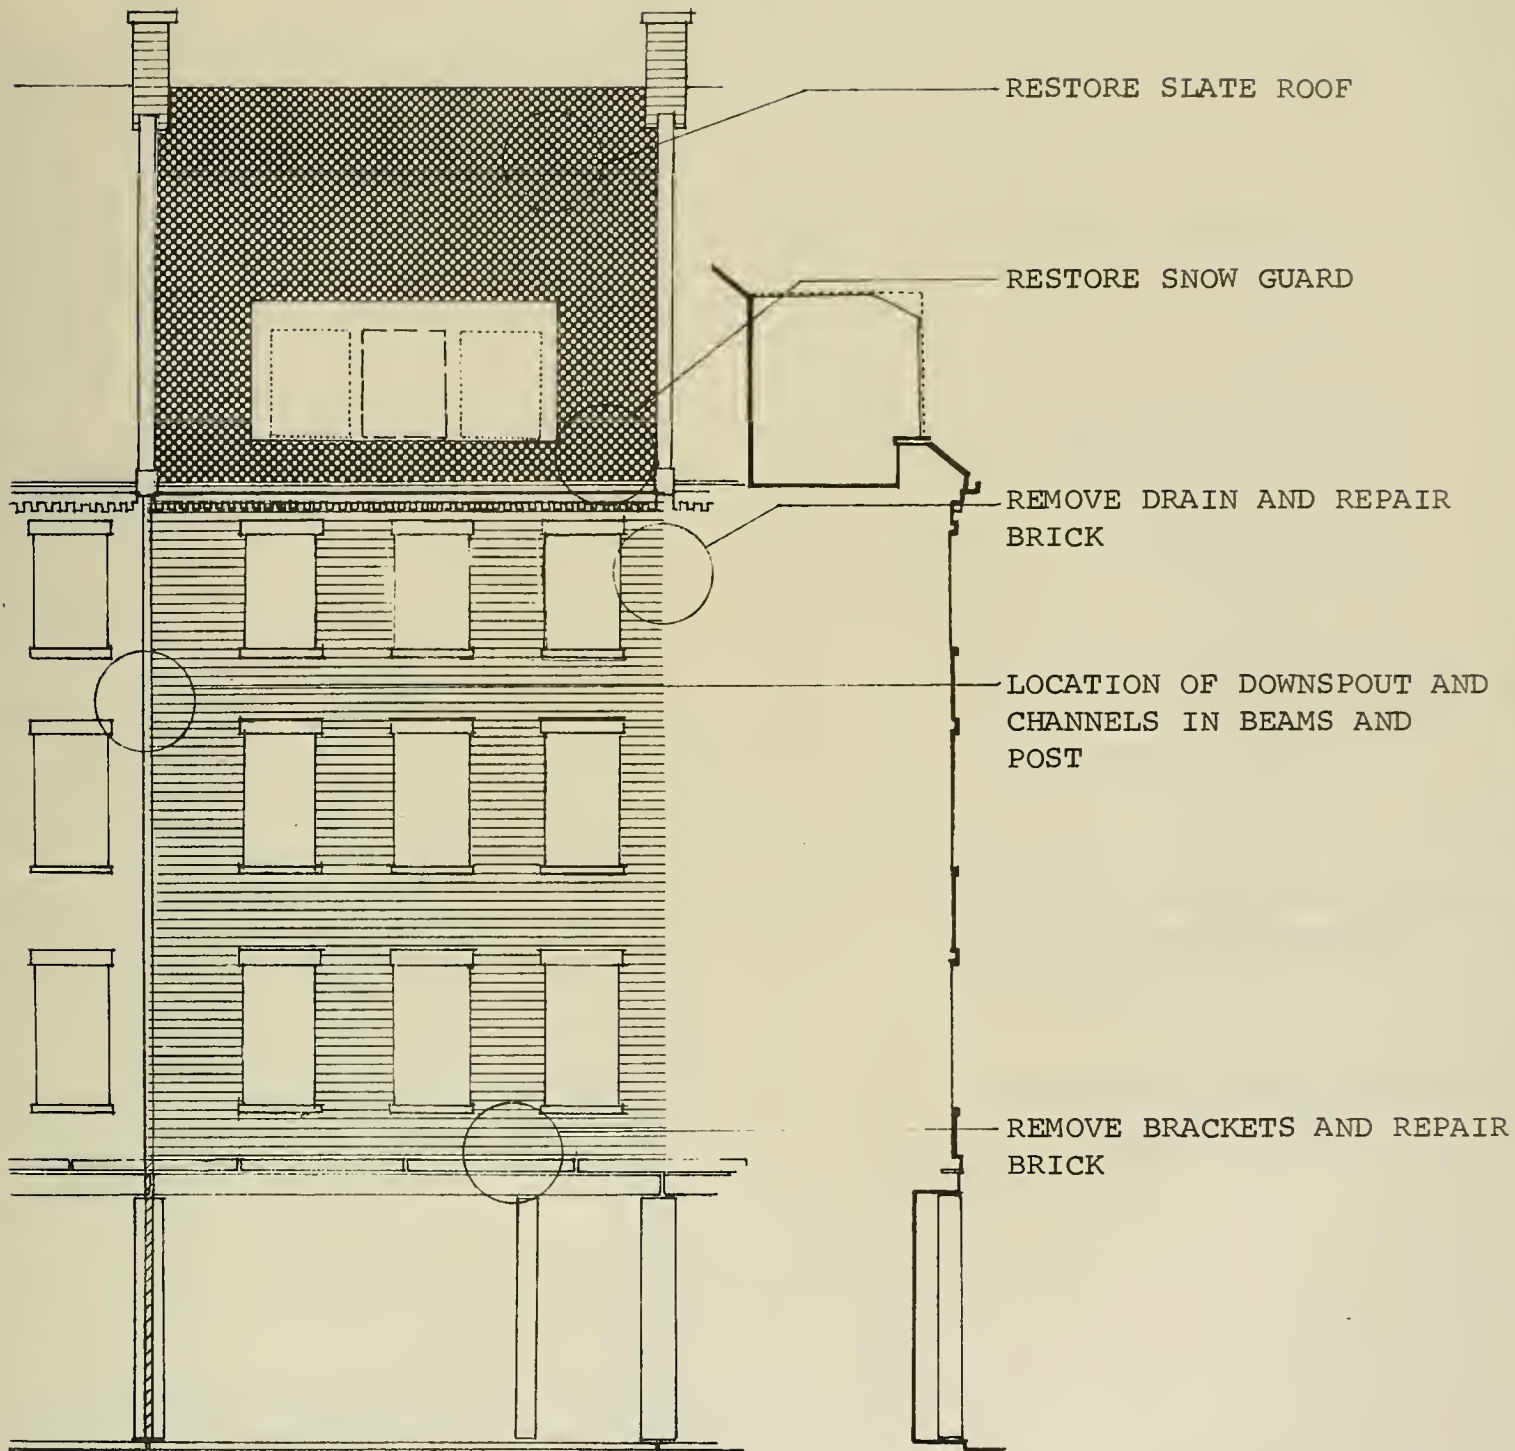 RESTORE SLATE ROOF
RESTORE SNOW GUARD
REMOVE DRAIN AND REPAIR
BRICK
LOCATION OF DOWNSPOUT AND
CHANNELS IN BEAMS AND
POST
REMOVE BRACKETS AND REPAIR
BRICK